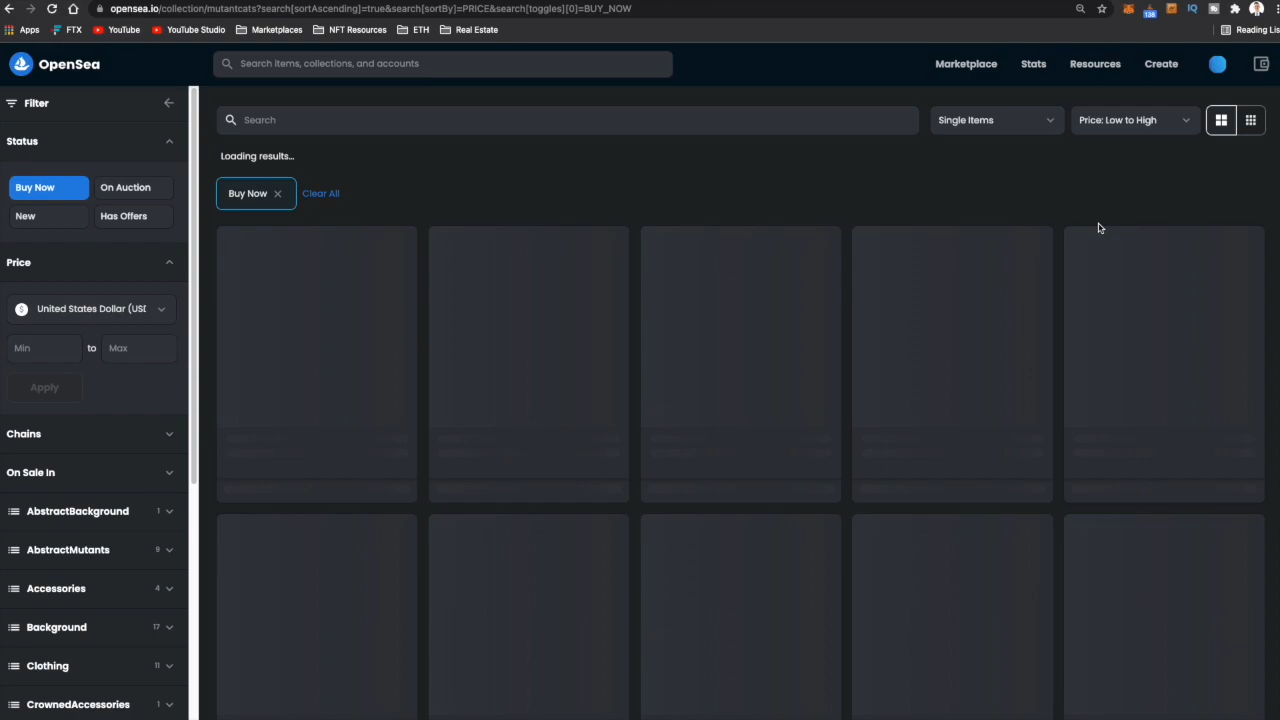 opensea.io/collection/mutantcats?search[sortAscending]=true&search[sortBy]=PRICE&search[toggles][0]=BUY_NOW
138
IQ
Apps
FTX
YouTube
YouTube Studio
Marketplaces
NFT Resources
ETH
Real Estate
Reading Lis
OpenSea
Search items, collections, and accounts
Marketplace
Stats
Resources
Create
Filter
Search
Single Items
Price: Low to High
Status
Loading results...
Buy Now
On Auction
Buy Now
Clear All
New
Has Offers
Price
$
United States Dollar (USD
Min
to
Max
Apply
Chains
On Sale In
AbstractBackground
1
AbstractMutants
9
Accessories
4
Background
17
Clothing
11
CrownedAccessories
1